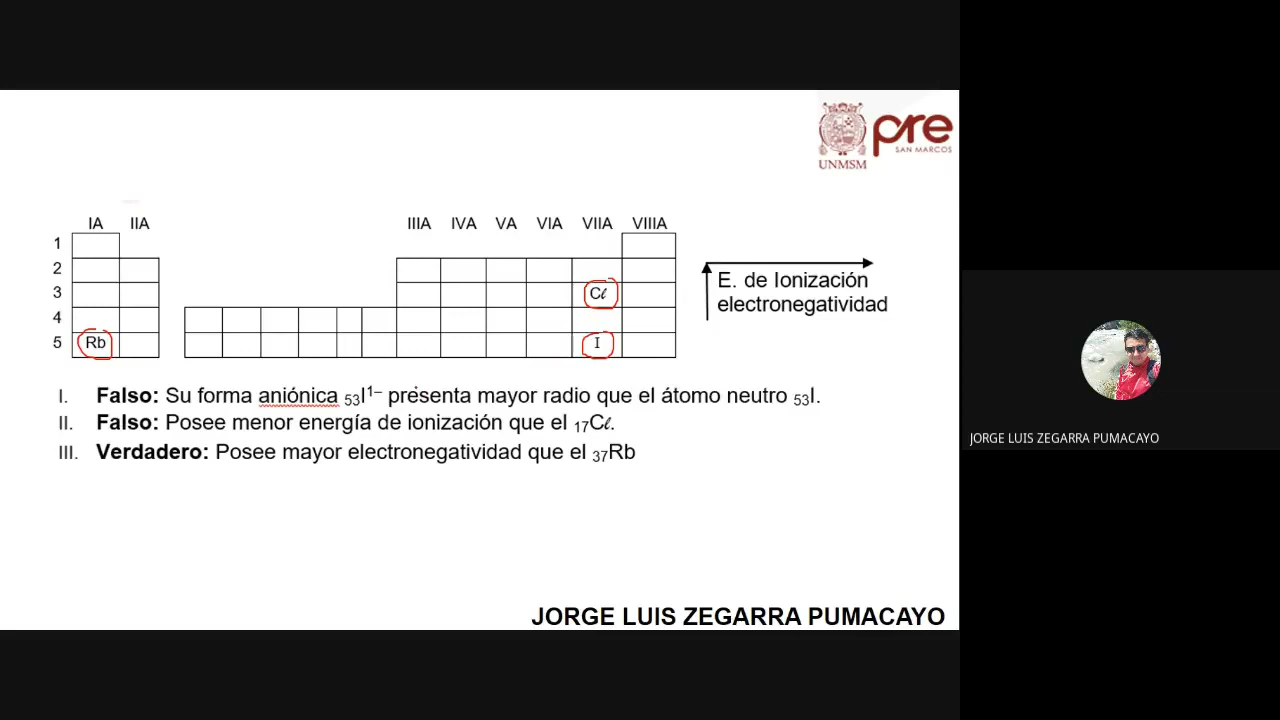 pre
SAN MARCOS
UNMSM
IA IIA IIIA IVA VA VIA VIIA VIIIA
1
2
3 Cℓ
4
5 Rb I
E. de Ionización
electronegatividad
I. Falso: Su forma aniónica ₅₃I¹⁻ presenta mayor radio que el átomo neutro ₅₃I.
II. Falso: Posee menor energía de ionización que el ₁₇Cℓ.
III. Verdadero: Posee mayor electronegatividad que el ₃₇Rb
JORGE LUIS ZEGARRA PUMACAYO
JORGE LUIS ZEGARRA PUMACAYO